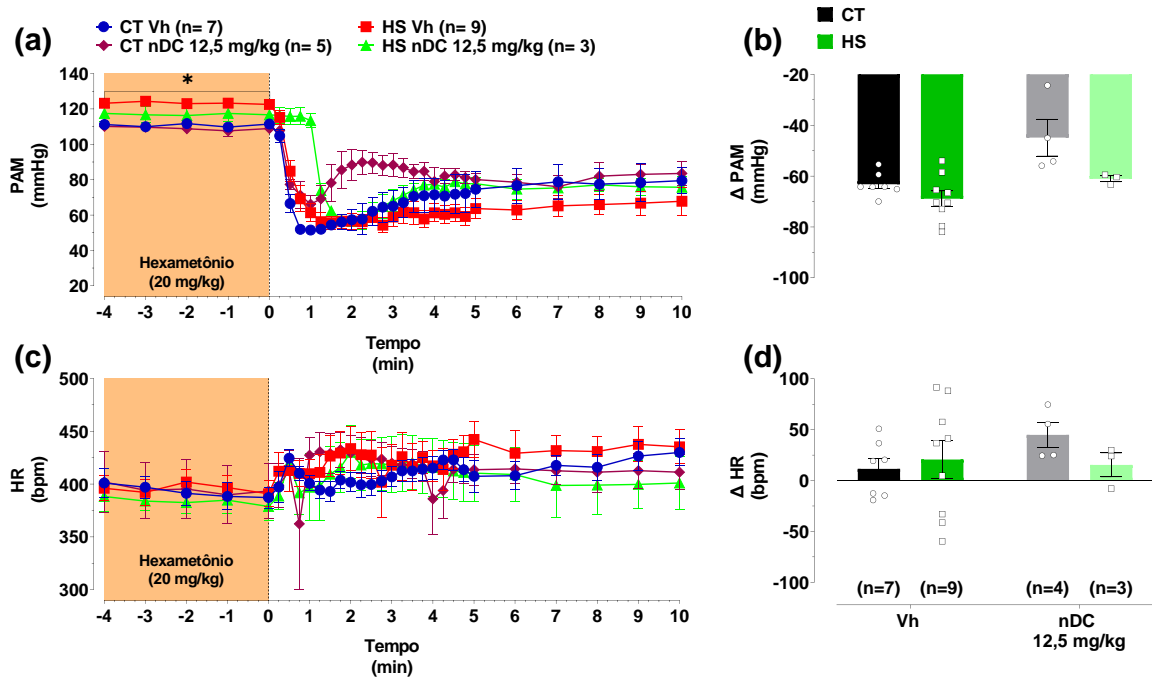 (a)
CT Vh (n= 7)
HS Vh (n= 9)
CT nDC 12,5 mg/kg (n= 5)
HS nDC 12,5 mg/kg (n= 3)
140
120
100
80
60
40
20
PAM
(mmHg)
*
Hexametônio
(20 mg/kg)
-4 -3 -2 -1 0 1 2 3 4 5 6 7 8 9 10
Tempo
(min)
(b)
CT
HS
-20
-40
-60
-80
-100
Δ PAM
(mmHg)
(c)
500
450
400
350
300
HR
(bpm)
Hexametônio
(20 mg/kg)
-4 -3 -2 -1 0 1 2 3 4 5 6 7 8 9 10
Tempo
(min)
(d)
100
50
0
-50
-100
Δ HR
(bpm)
(n=7) (n=9) (n=4) (n=3)
Vh nDC
12,5 mg/kg